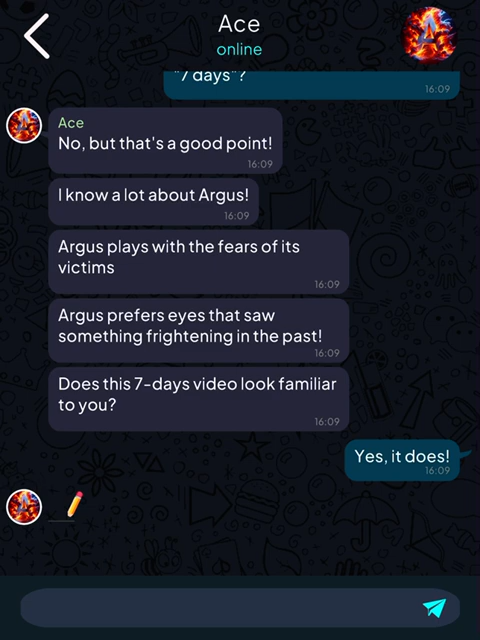 Ace
online
"7 days"?
16:09
Ace
No, but that's a good point!
16:09
I know a lot about Argus!
16:09
Argus plays with the fears of its
victims
16:09
Argus prefers eyes that saw
something frightening in the past!
16:09
Does this 7-days video look familiar
to you?
16:09
Yes, it does!
16:09